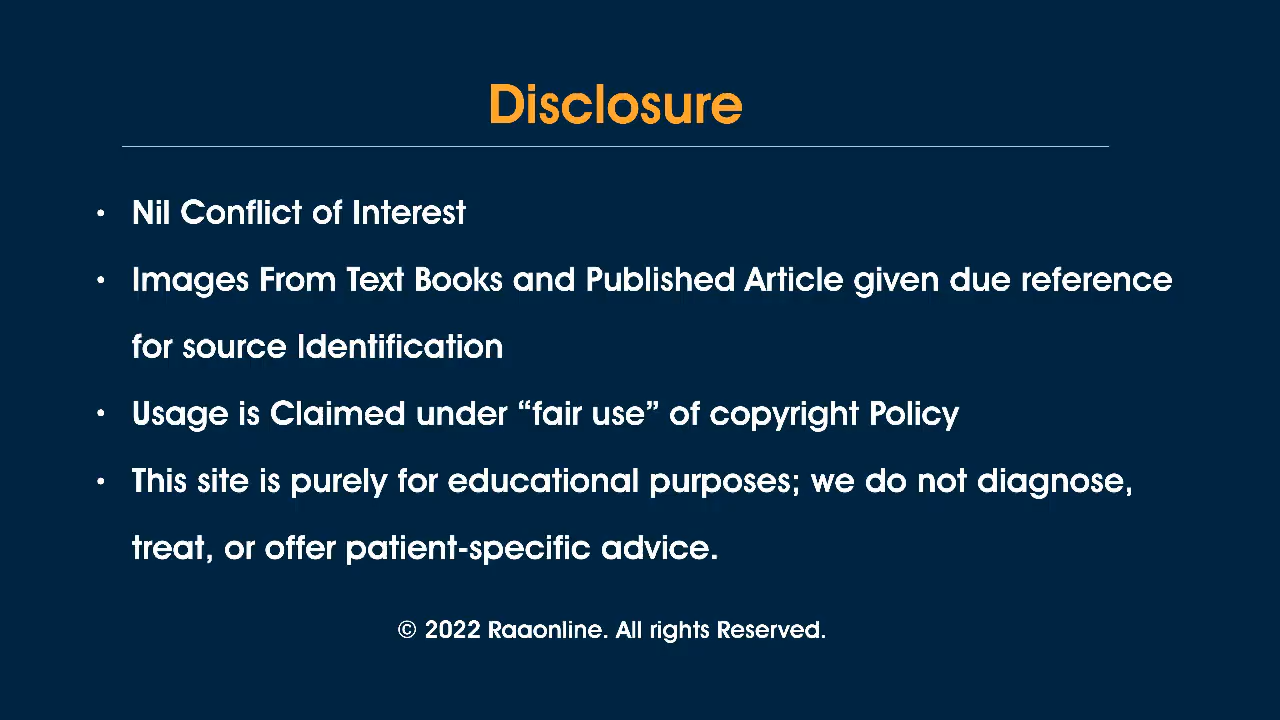 Disclosure
• Nil Conflict of Interest
• Images From Text Books and Published Article given due reference
for source Identification
• Usage is Claimed under “fair use” of copyright Policy
• This site is purely for educational purposes; we do not diagnose,
treat, or offer patient-specific advice.
© 2022 Raaonline. All rights Reserved.